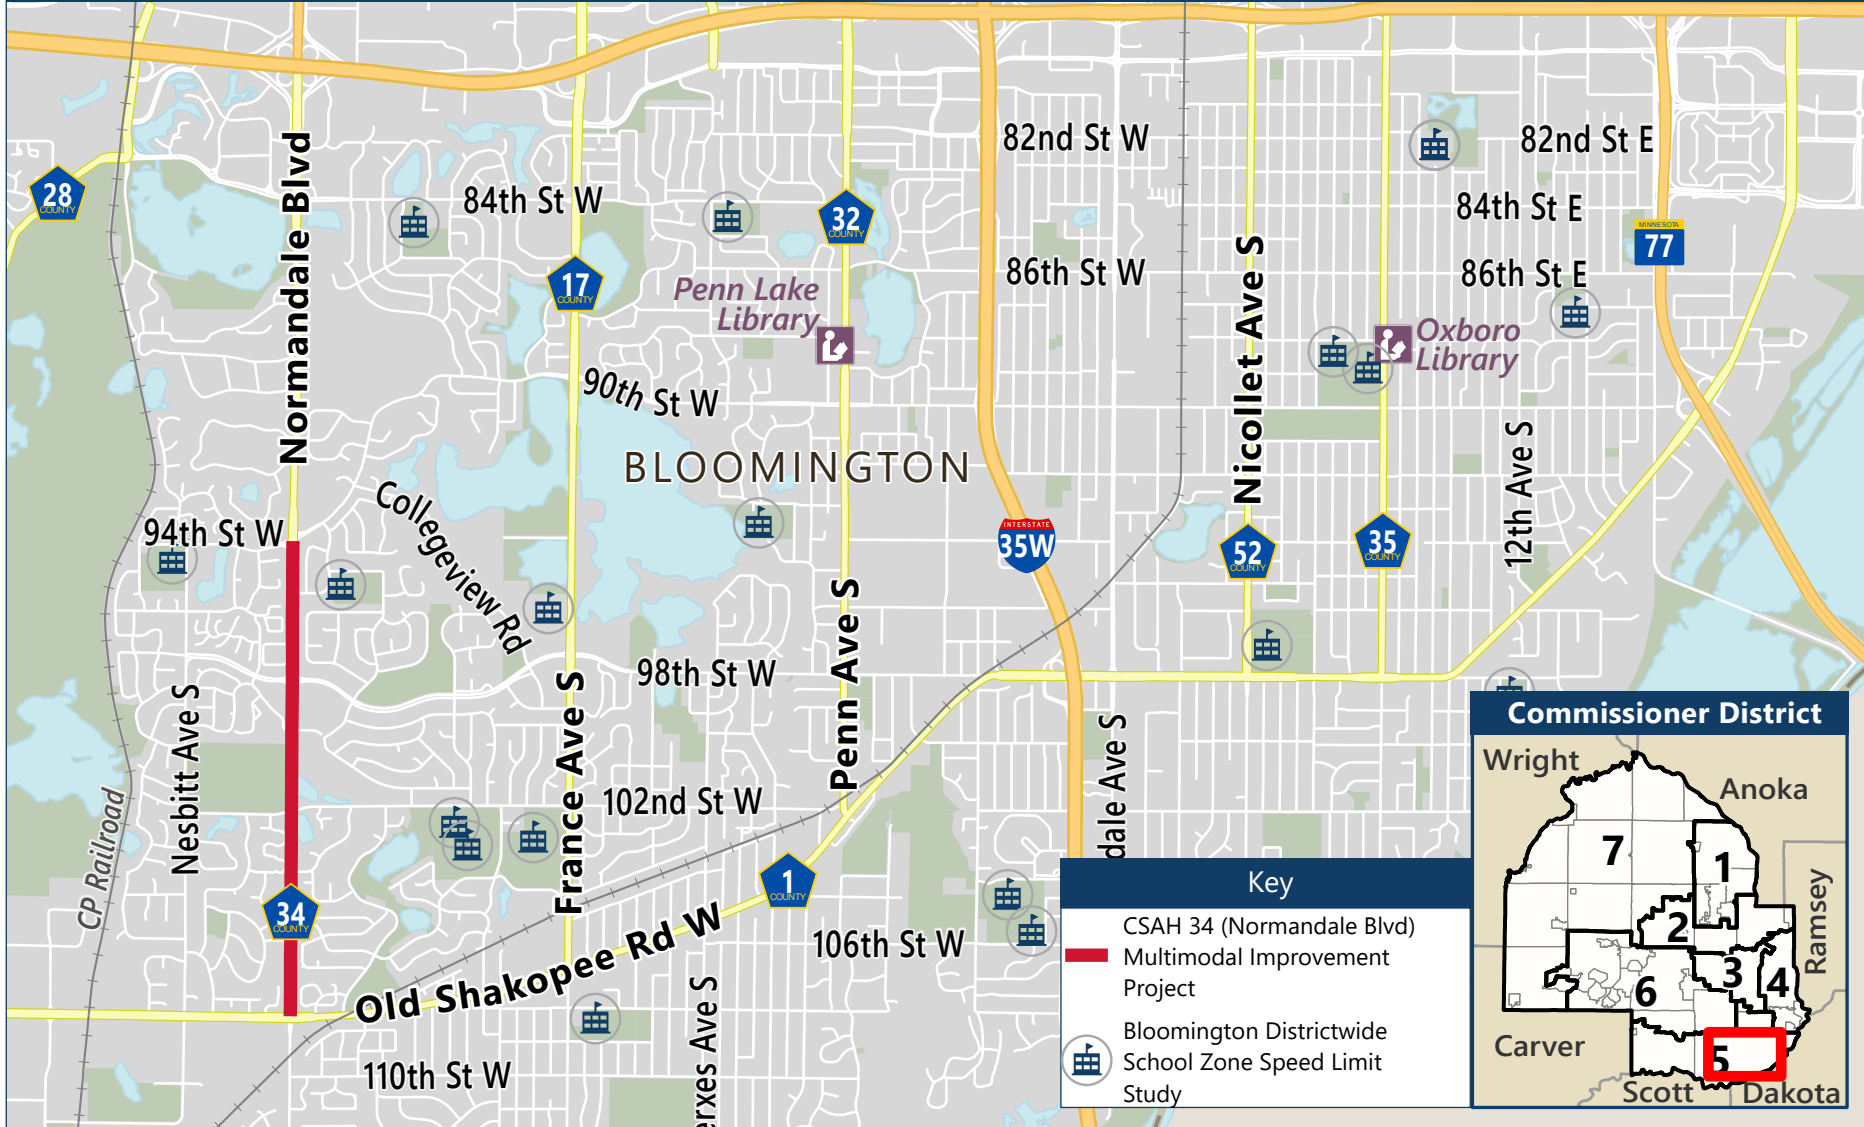 82nd St W
82nd St E
28
COUNTY
Normandale Blvd
84th St W
32
COUNTY
84th St E
MINNESOTA
77
17
COUNTY
Penn Lake
Library
86th St W
Nicollet Ave S
86th St E
Oxboro
Library
90th St W
BLOOMINGTON
Collegeview Rd
94th St W
INTERSTATE
35W
52
COUNTY
35
COUNTY
12th Ave S
98th St W
Penn Ave S
France Ave S
Nesbitt Ave S
CP Railroad
102nd St W
dale Ave S
34
COUNTY
1
COUNTY
Old Shakopee Rd W
106th St W
erxes Ave S
110th St W
Key
CSAH 34 (Normandale Blvd)
Multimodal Improvement
Project
Bloomington Districtwide
School Zone Speed Limit
Study
Commissioner District
Wright
Anoka
7
1
2
Ramsey
3
4
6
Carver
5
Scott
Dakota